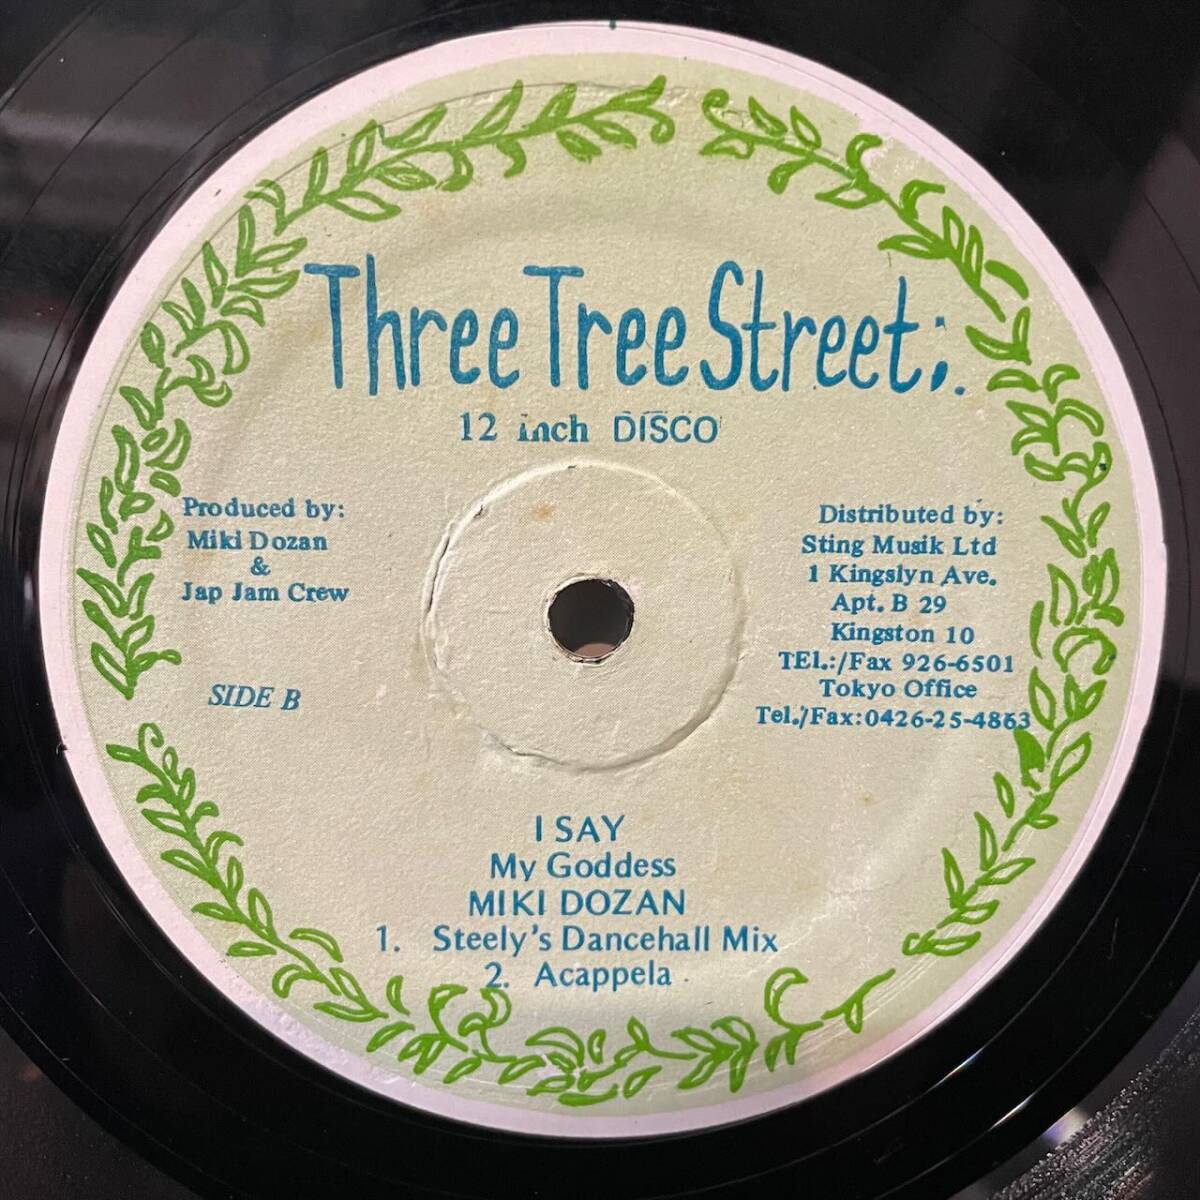 Three Tree Street;.
12 inch DISCO
Produced by:
Miki Dozan
&
Jap Jam Crew
SIDE B
Distributed by:
Sting Musik Ltd
1 Kingslyn Ave.
Apt. B 29
Kingston 10
TEl.:/Fax 926-6501
Tokyo Office
Tel./Fax:0426-25-4863
I SAY
My Goddess
MIKI DOZAN
1. Steely's Dancehall Mix
2. Acappela